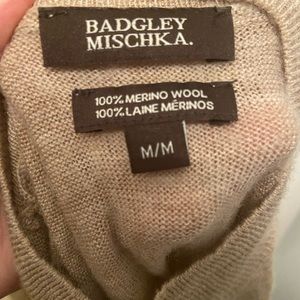 BADGLEY
MISCHKA.
100% MERINO WOOL
100% LAINE MÉRINOS
M/M